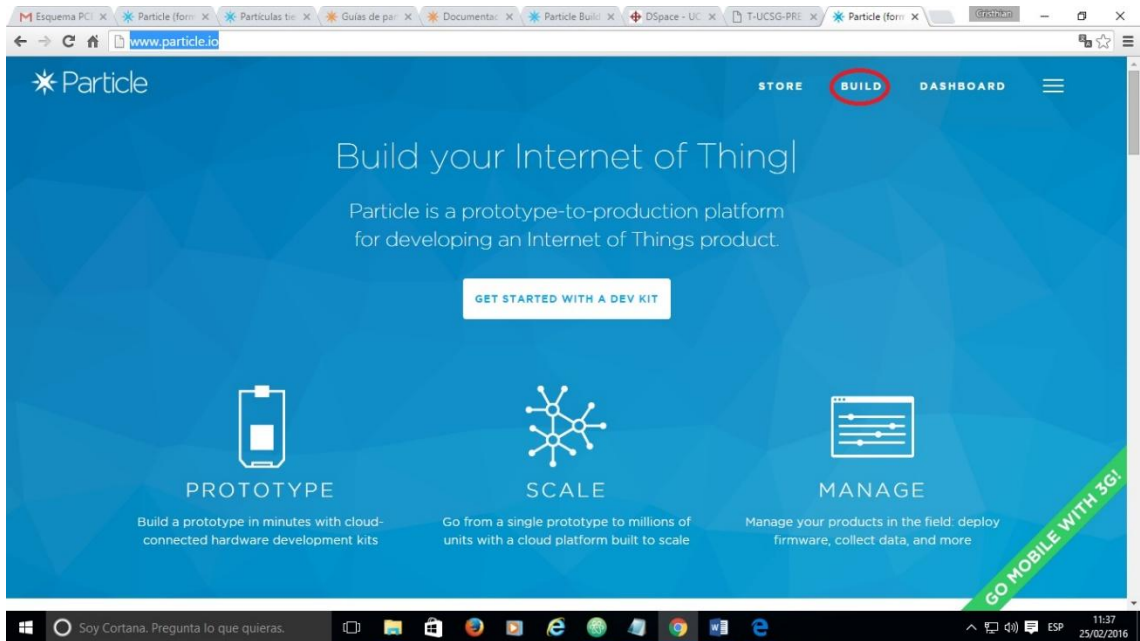 Esquema PCI
Particle (form
Partículas tie
Guías de par
Documentac
Particle Build
DSpace - UC
T-UCSG-PRE
Particle (form
Cristhian
www.particle.io
Particle
STORE
BUILD
DASHBOARD
Build your Internet of Thing|
Particle is a prototype-to-production platform
for developing an Internet of Things product.
GET STARTED WITH A DEV KIT
PROTOTYPE
Build a prototype in minutes with cloud-
connected hardware development kits
SCALE
Go from a single prototype to millions of
units with a cloud platform built to scale
MANAGE
Manage your products in the field: deploy
firmware, collect data, and more
GO MOBILE WITH 3G!
Soy Cortana. Pregunta lo que quieras.
ESP
11:37
25/02/2016